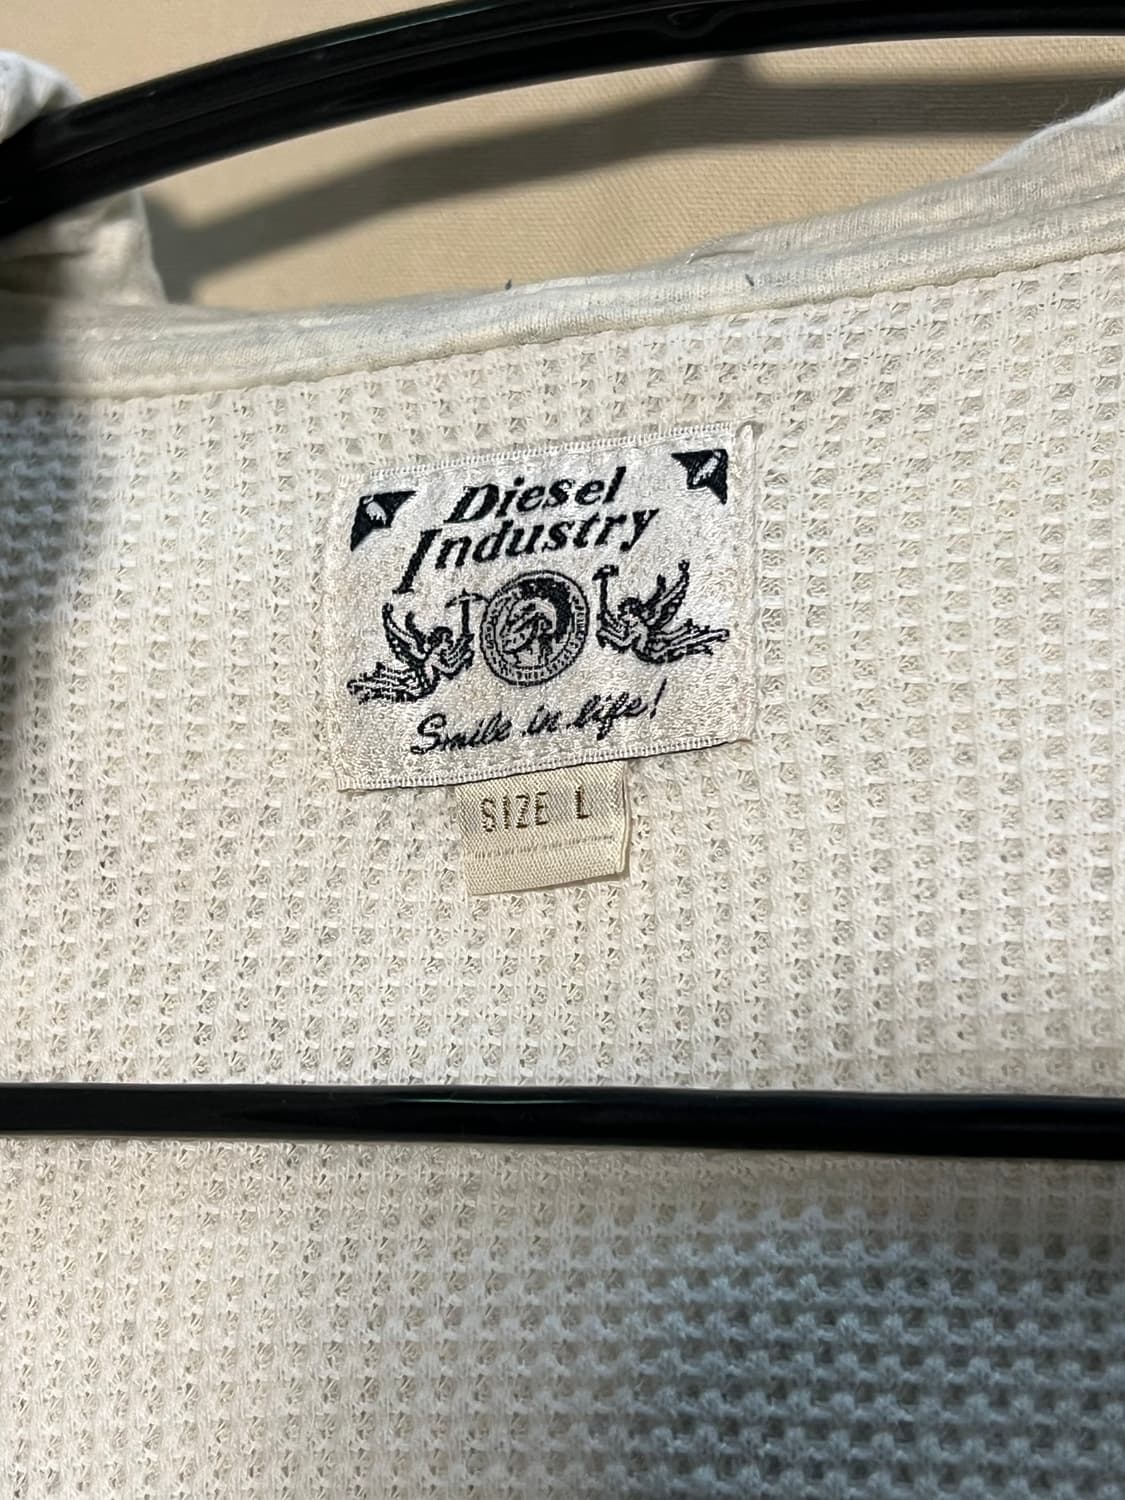 Diesel
Industry
Smile in life!
SIZE L